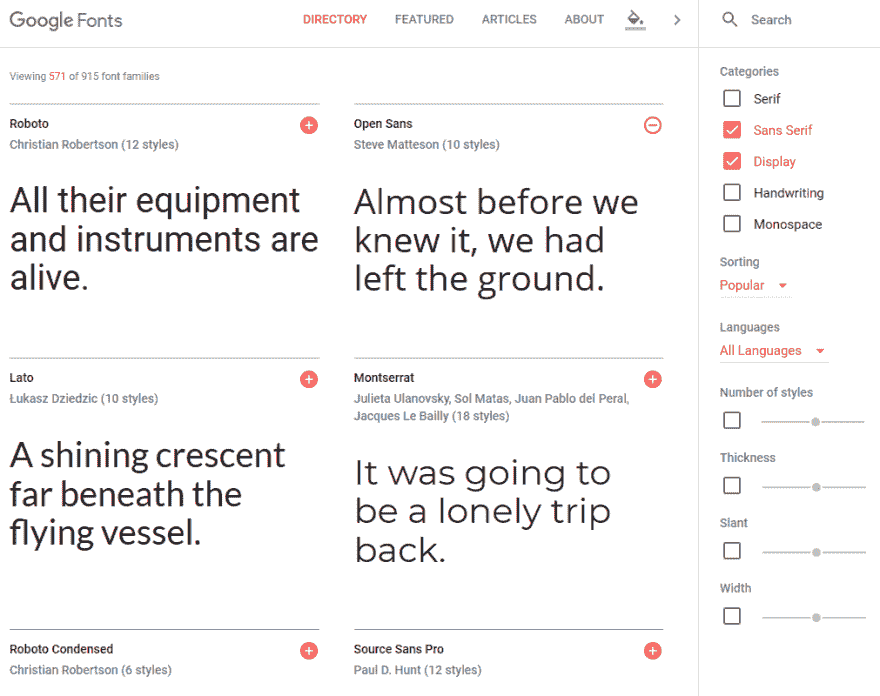 Google Fonts
DIRECTORY
FEATURED
ARTICLES
ABOUT
Search
Viewing 571 of 915 font families
Roboto
Christian Robertson (12 styles)
All their equipment
and instruments are
alive.
Open Sans
Steve Matteson (10 styles)
Almost before we
knew it, we had
left the ground.
Lato
Łukasz Dziedzic (10 styles)
A shining crescent
far beneath the
flying vessel.
Montserrat
Julieta Ulanovsky, Sol Matas, Juan Pablo del Peral,
Jacques Le Bailly (18 styles)
It was going to
be a lonely trip
back.
Roboto Condensed
Christian Robertson (6 styles)
Source Sans Pro
Paul D. Hunt (12 styles)
Categories
Serif
Sans Serif
Display
Handwriting
Monospace
Sorting
Popular
Languages
All Languages
Number of styles
Thickness
Slant
Width